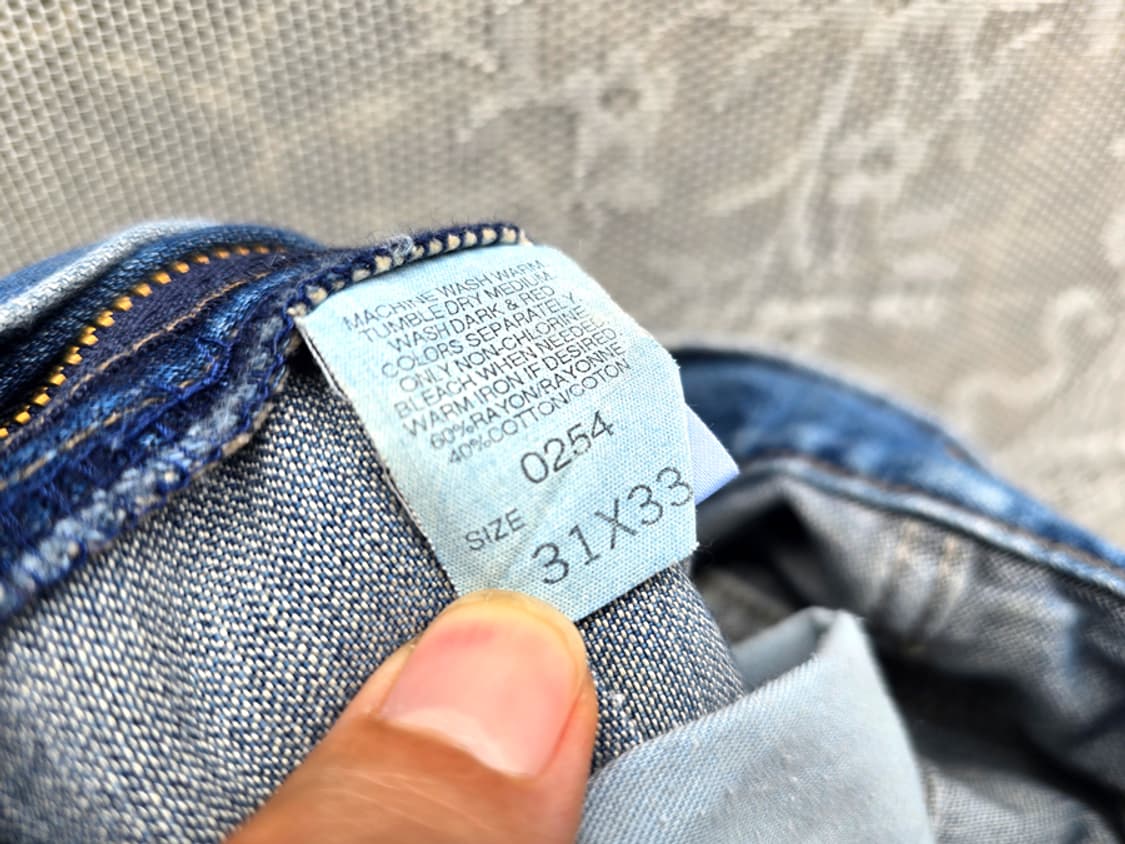 MACHINE WASH WARM
TUMBLE DRY MEDIUM
WASH DARK & RED
COLORS SEPARATELY.
ONLY NON-CHLORINE
BLEACH WHEN NEEDED.
WARM IRON IF DESIRED.
60%RAYON/RAYONNE
40%COTTON/COTON
0254
SIZE 31X33